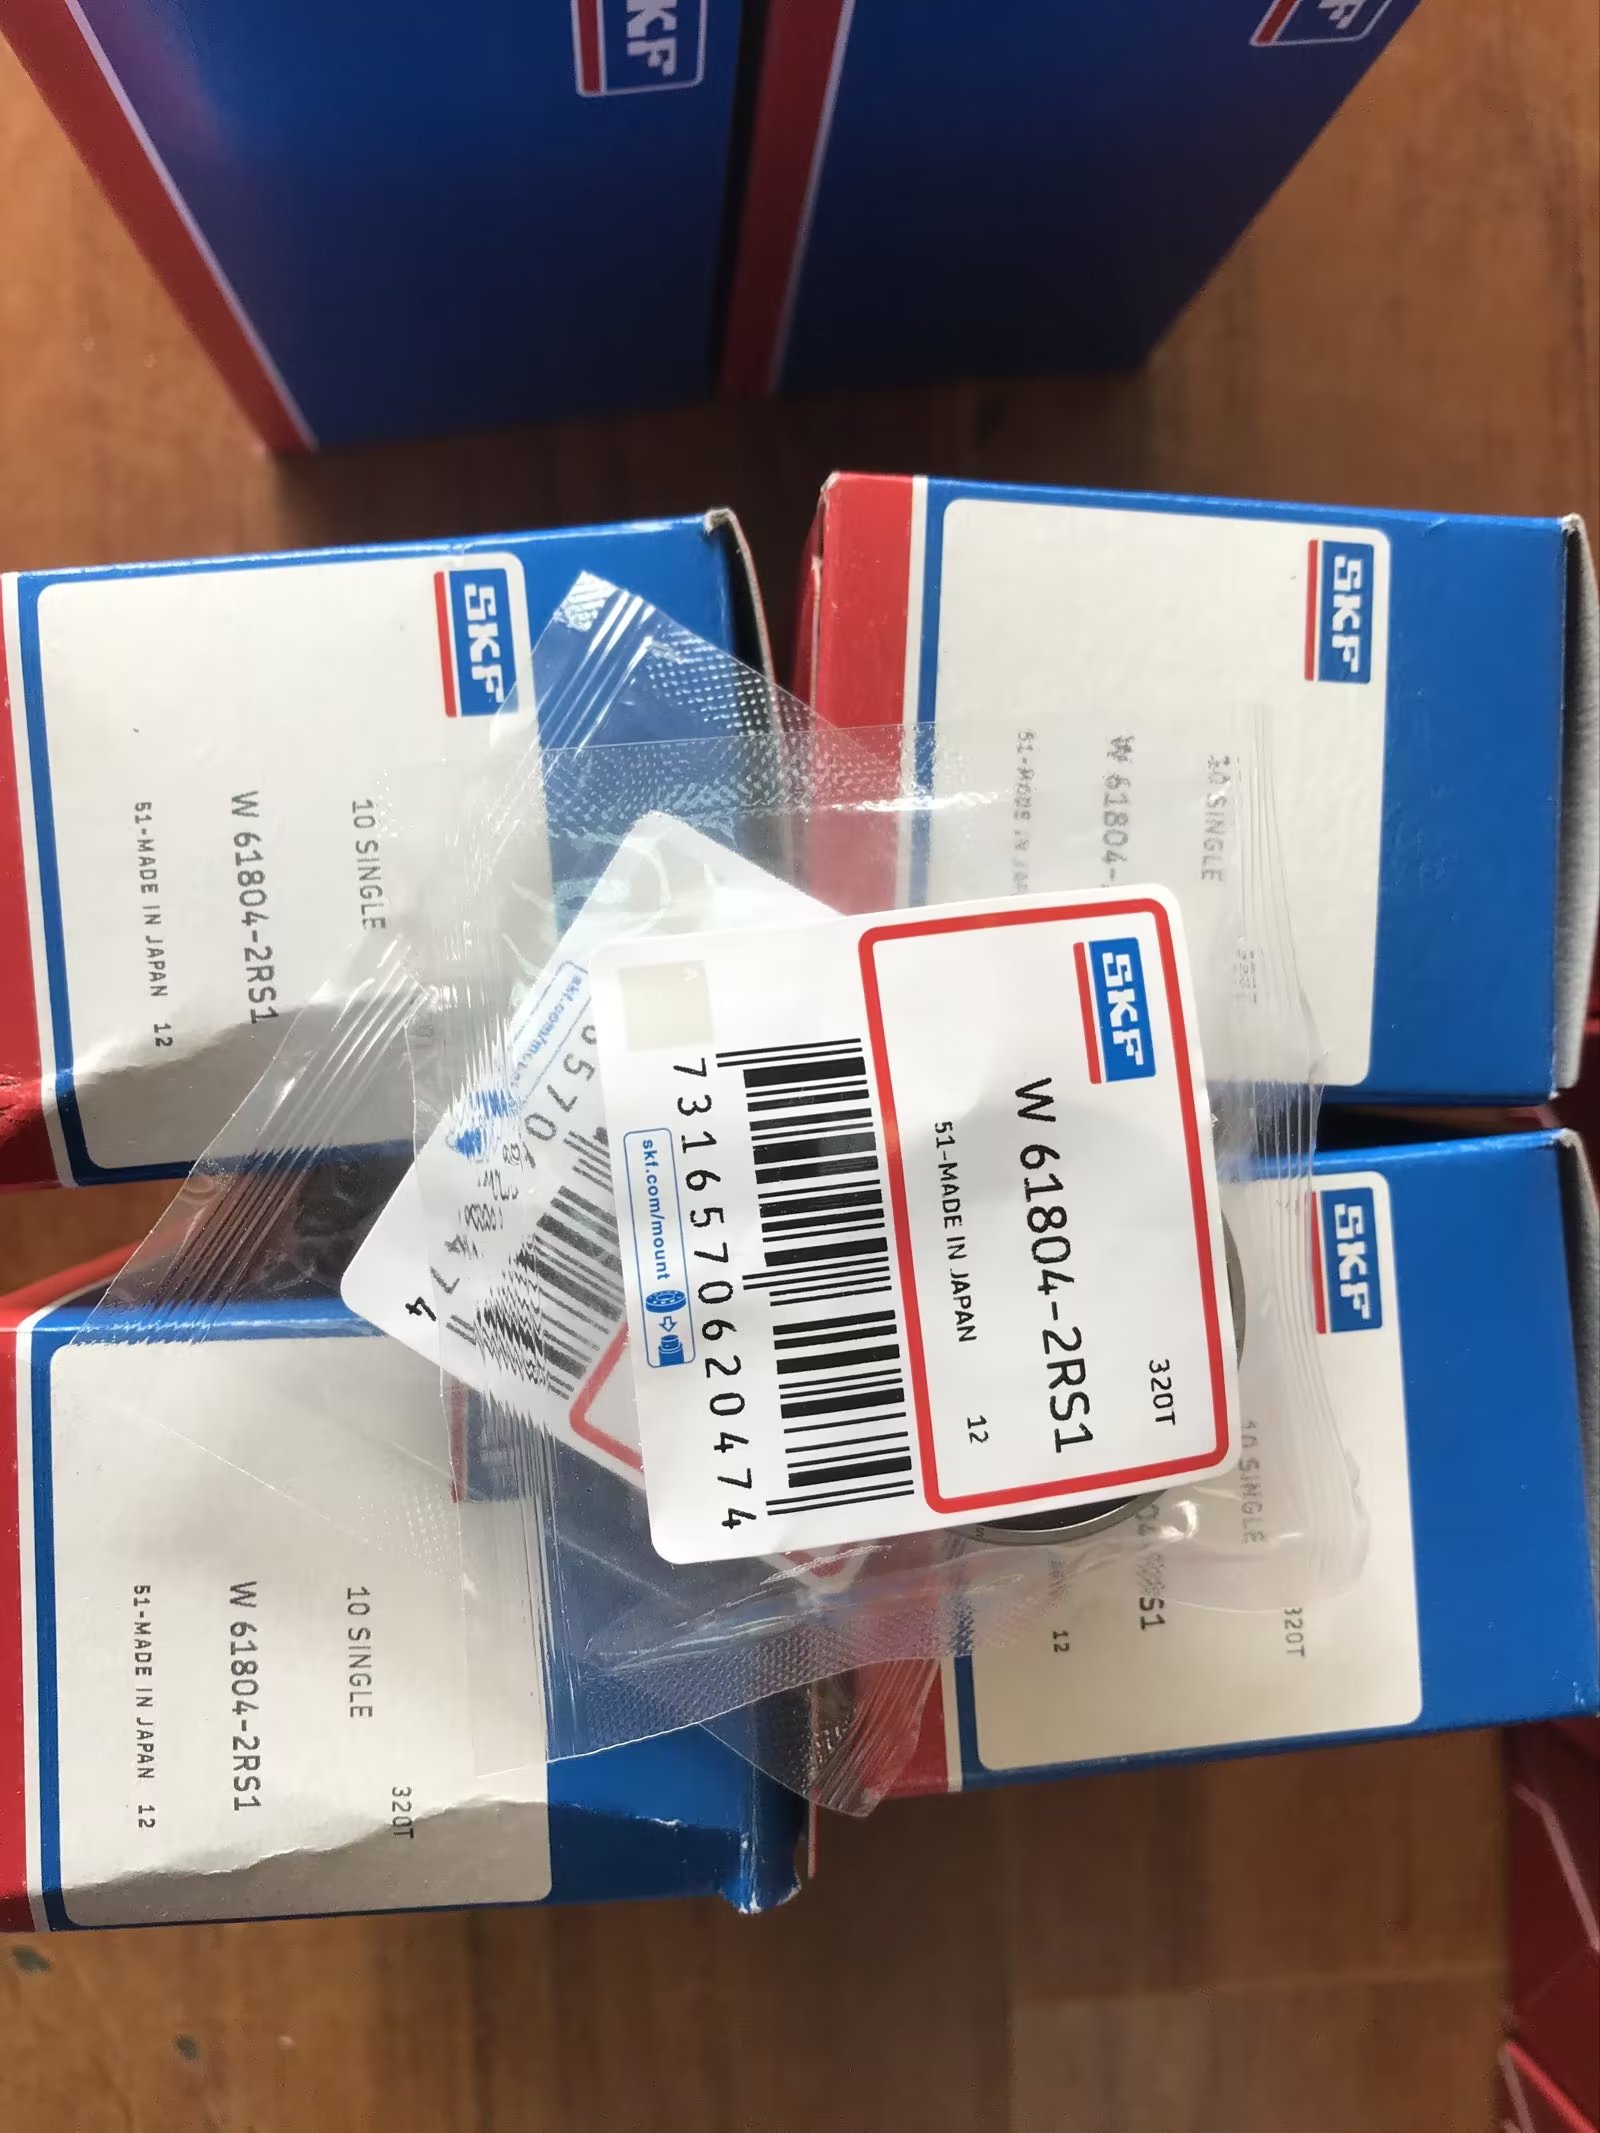 SKF
SKF
SKF
10 SINGLE
W 61804-2RS1
51-MADE IN JAPAN 12
SKF
10 SINGLE
W 61804-
SKF
320T
W 61804-2RS1
51-MADE IN JAPAN 12
7316570620474
skf.com/mount
6570
10 SINGLE
320T
W 61804-2RS1
51-MADE IN JAPAN 12
SKF
10 SINGLE
320T
12